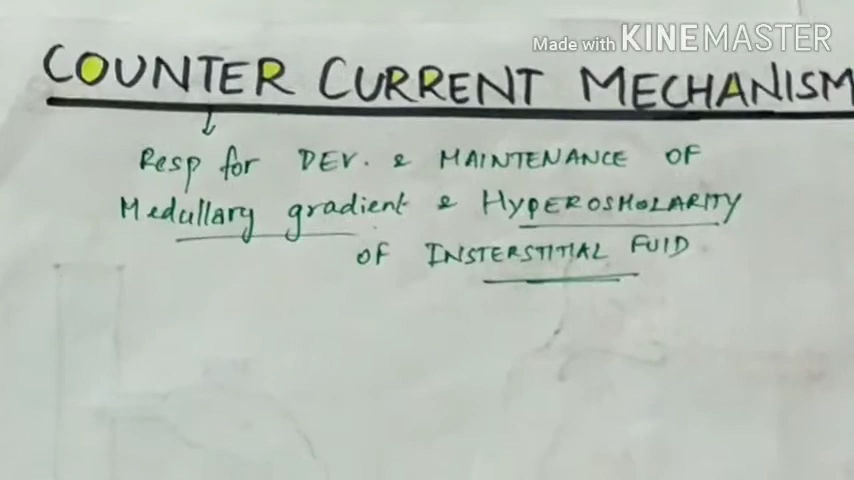 Made with KINEMASTER
COUNTER CURRENT MECHANISM
Resp for DEV. & MAINTENANCE OF
Medullary gradient & HYPEROSMOLARITY
OF INSTERSTITIAL FUID